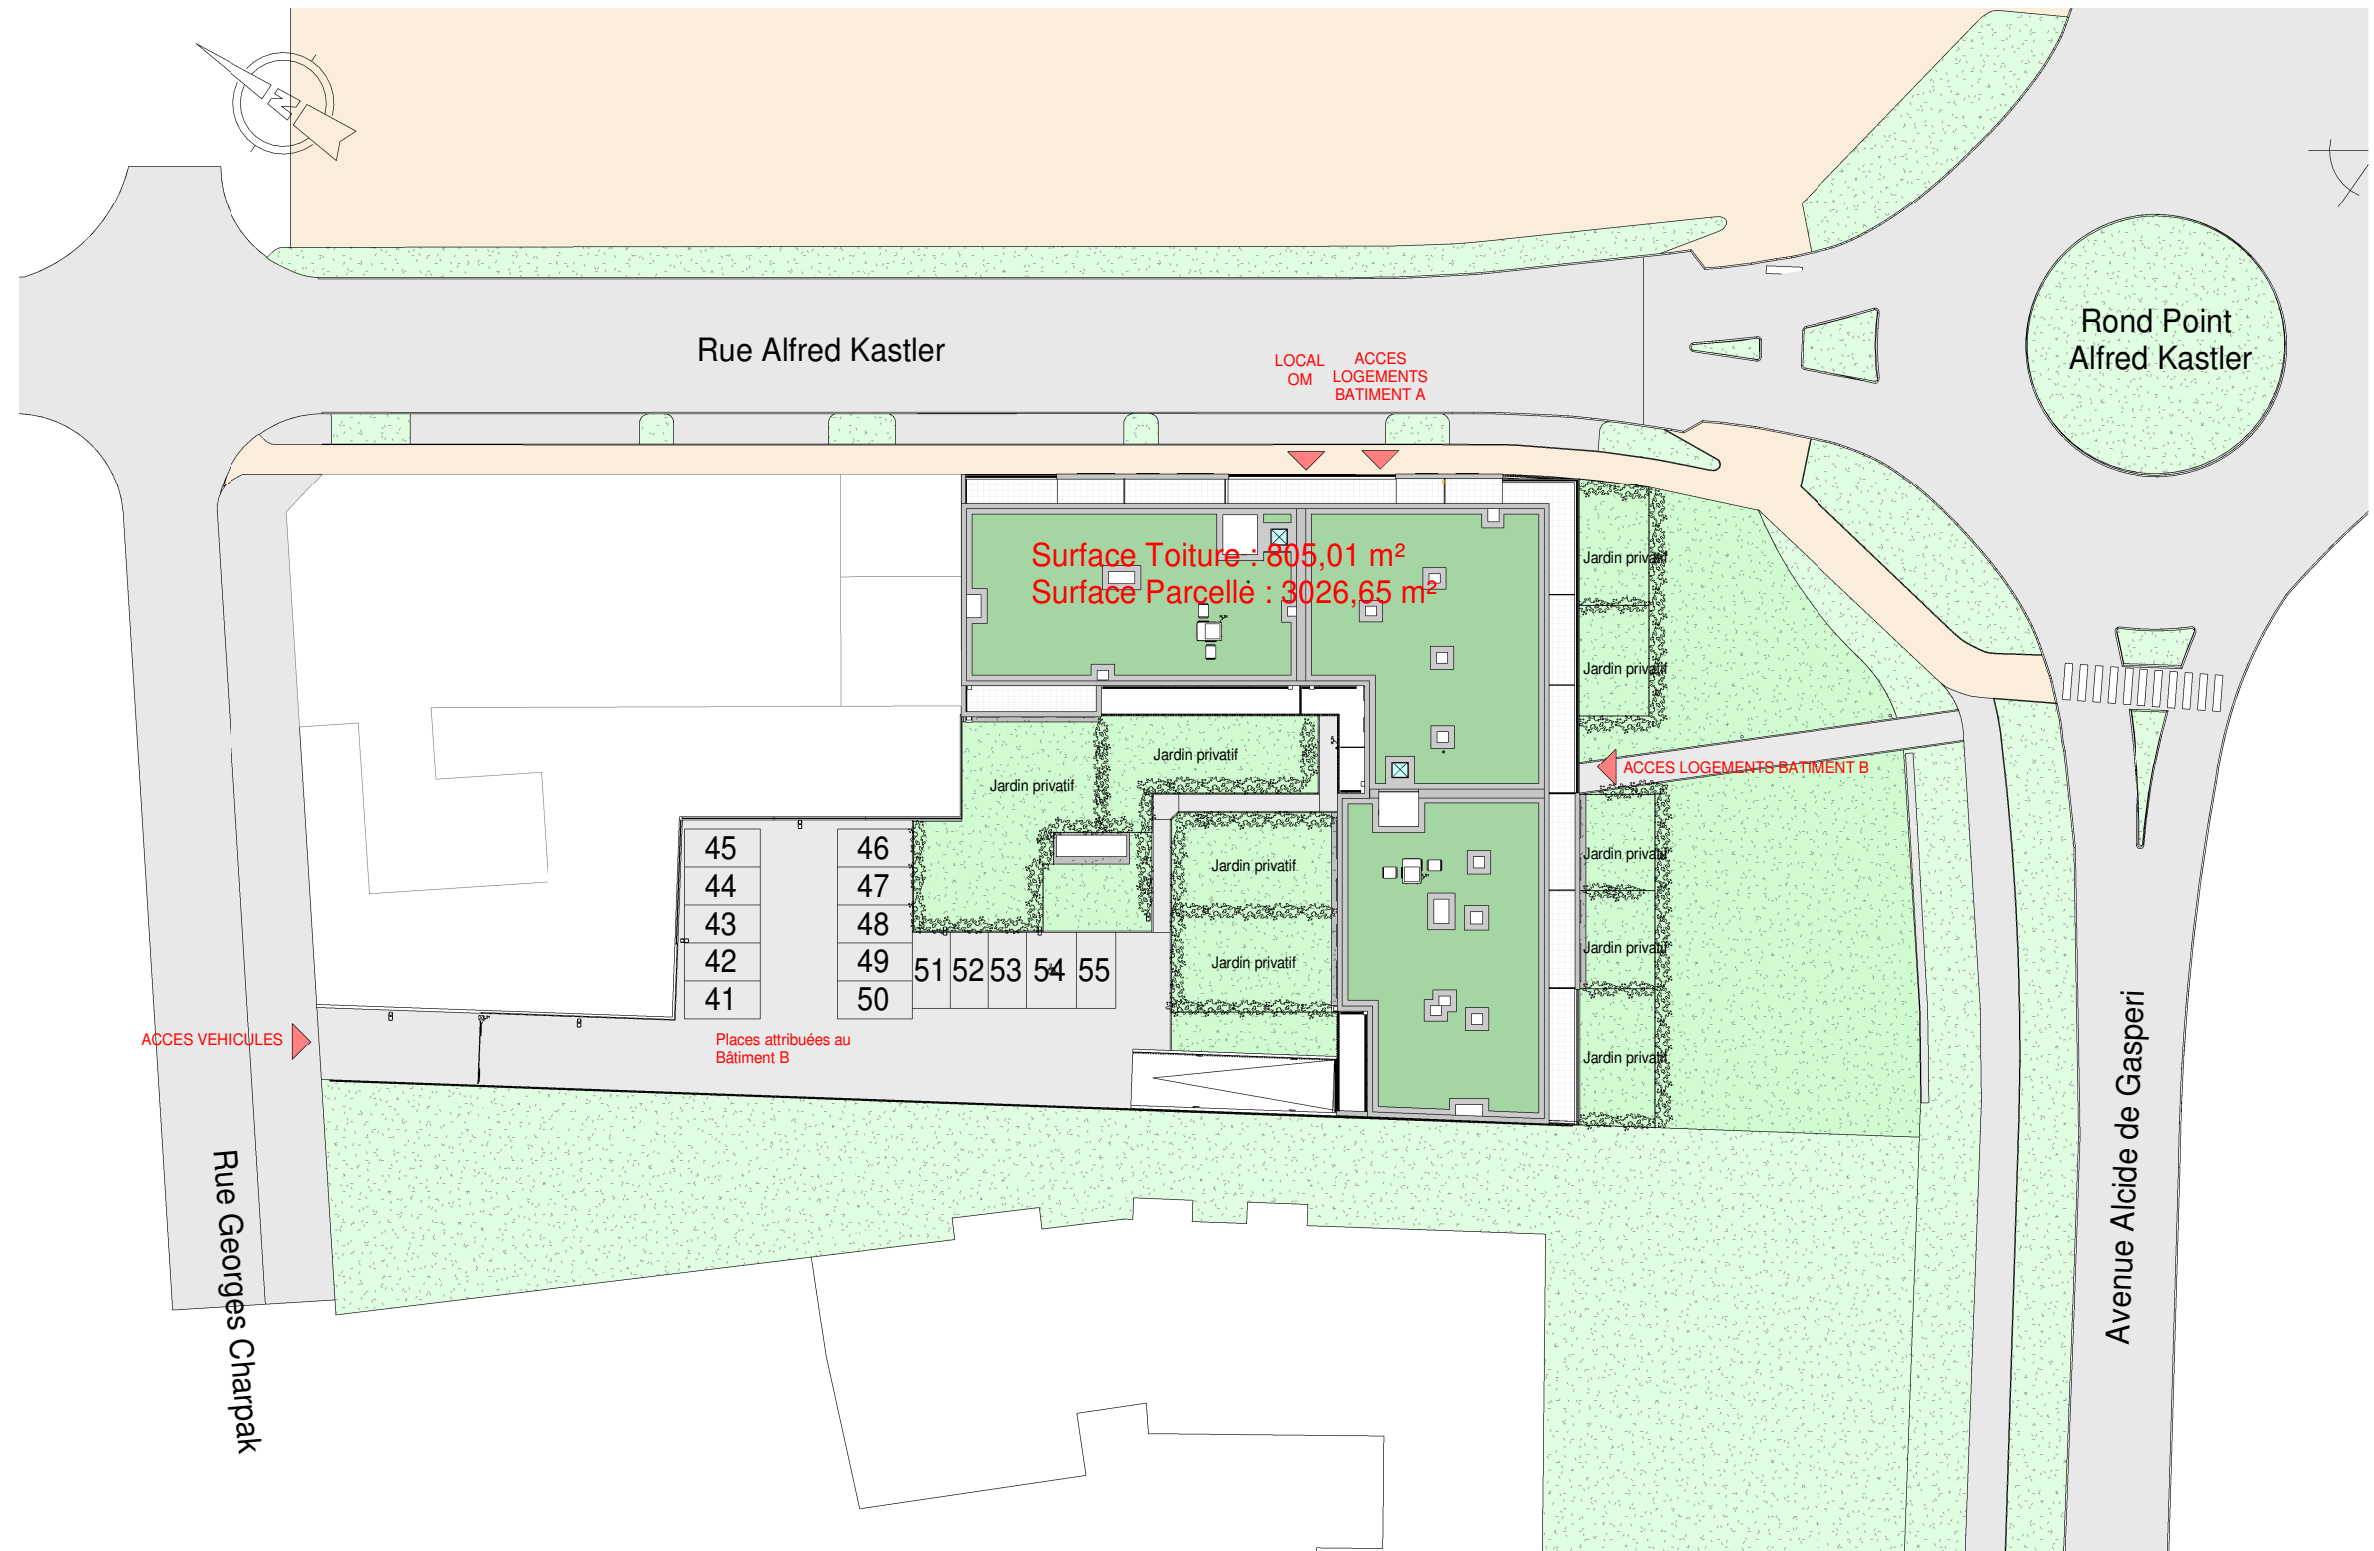 N
Rue Alfred Kastler
LOCAL
OM
ACCES
LOGEMENTS
BATIMENT A
Rond Point
Alfred Kastler
Surface Toiture : 805,01 m²
Surface Parcelle : 3026,65 m²
Jardin privatif
Jardin privatif
Jardin privatif
Jardin privatif
ACCES LOGEMENTS BATIMENT B
45
44
43
42
41
46
47
48
49
50
51 52 53 54 55
Jardin privatif
Jardin privatif
Jardin privatif
Jardin privatif
Jardin privatif
ACCES VEHICULES
Places attribuées au
Bâtiment B
Rue Georges Charpak
Avenue Alcide de Gasperi